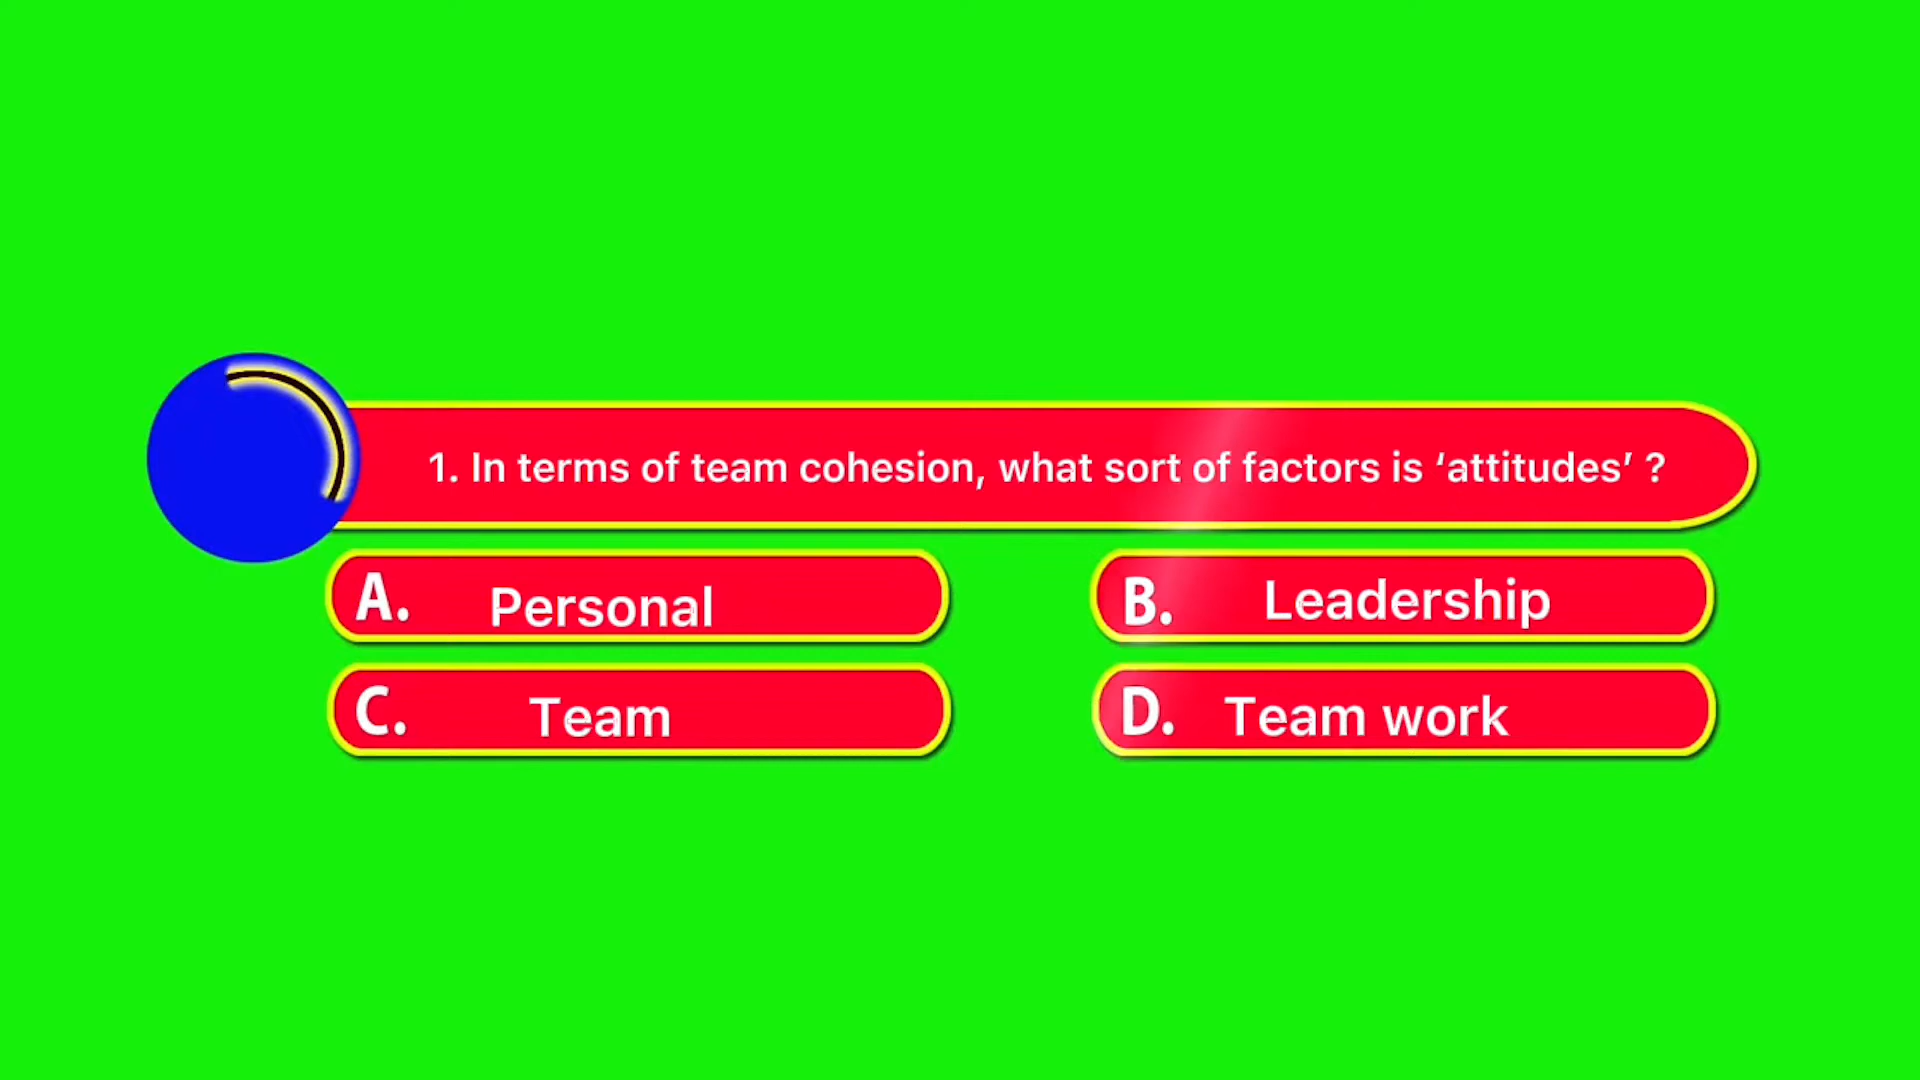 1. In terms of team cohesion, what sort of factors is ‘attitudes’ ?
A. Personal
B. Leadership
C. Team
D. Team work